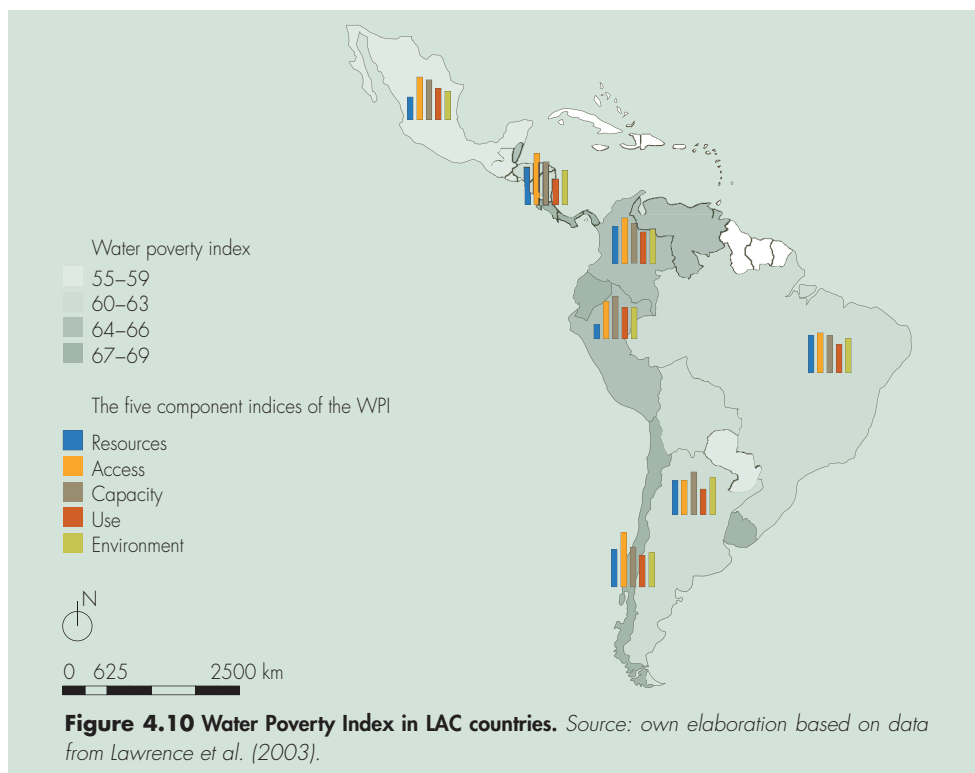 Water poverty index
55–59
60–63
64–66
67–69
The five component indices of the WPI
Resources
Access
Capacity
Use
Environment
N
0 625 2500 km
Figure 4.10 Water Poverty Index in LAC countries. Source: own elaboration based on data
from Lawrence et al. (2003).